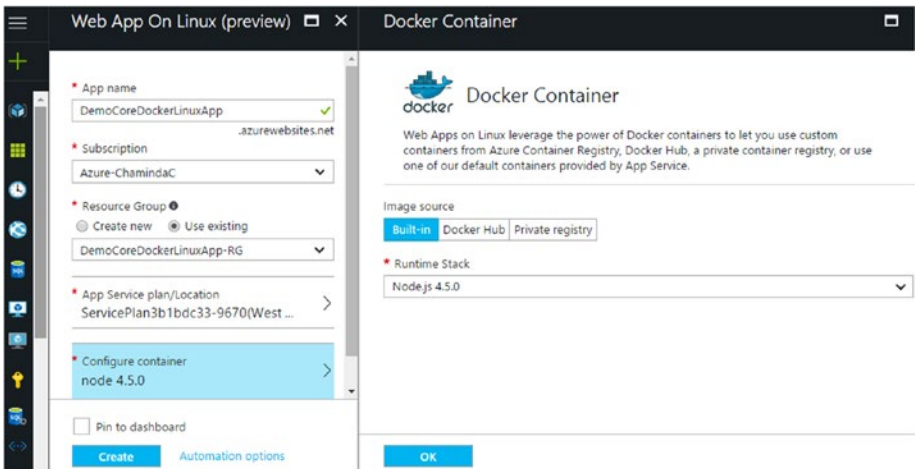 Web App On Linux (preview)
* App name
DemoCoreDockerLinuxApp
.azurewebsites.net
* Subscription
Azure-ChamindaC
* Resource Group
Create new Use existing
DemoCoreDockerLinuxApp-RG
* App Service plan/Location
ServicePlan3b1bdc33-9670(West ...
* Configure container
node 4.5.0
Pin to dashboard
Create Automation options
Docker Container
docker Docker Container
Web Apps on Linux leverage the power of Docker containers to let you use custom
containers from Azure Container Registry, Docker Hub, a private container registry, or use
one of our default containers provided by App Service.
Image source
Built-in Docker Hub Private registry
* Runtime Stack
Node.js 4.5.0
OK